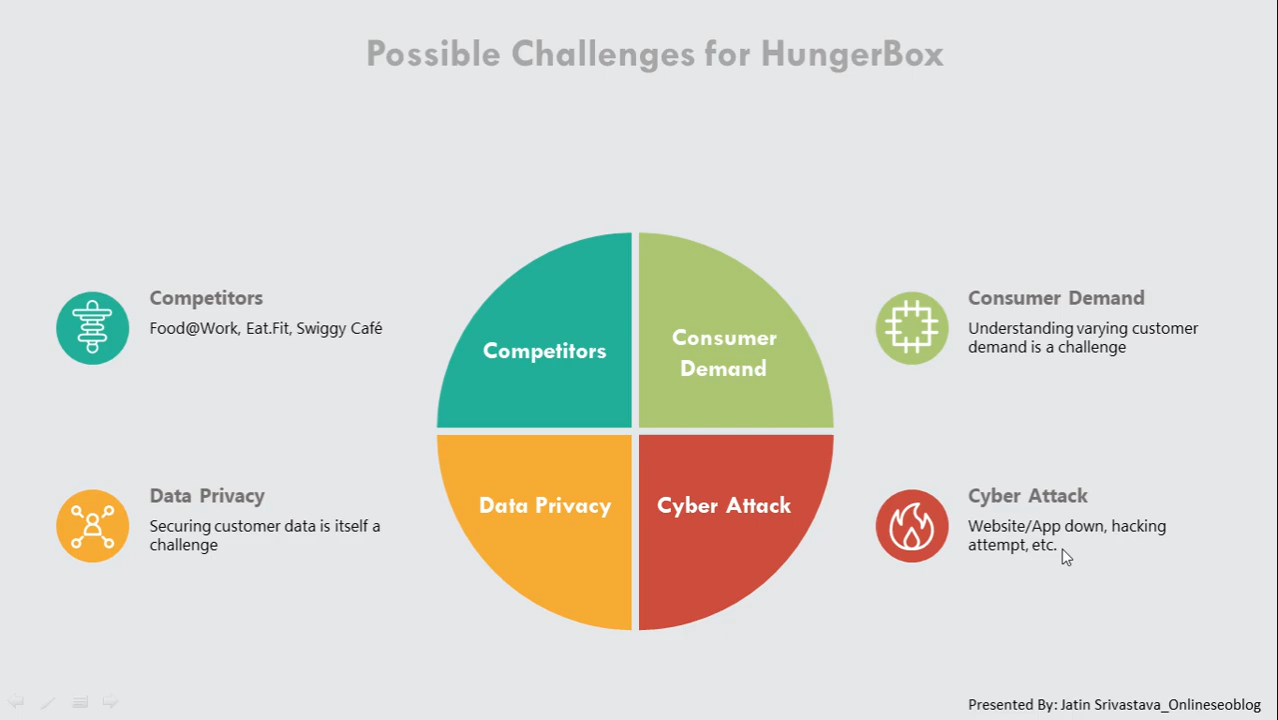 Possible Challenges for HungerBox
Competitors
Food@Work, Eat.Fit, Swiggy Café
Data Privacy
Securing customer data is itself a
challenge
Competitors
Consumer
Demand
Data Privacy
Cyber Attack
Consumer Demand
Understanding varying customer
demand is a challenge
Cyber Attack
Website/App down, hacking
attempt, etc.
Presented By: Jatin Srivastava_Onlineseoblog